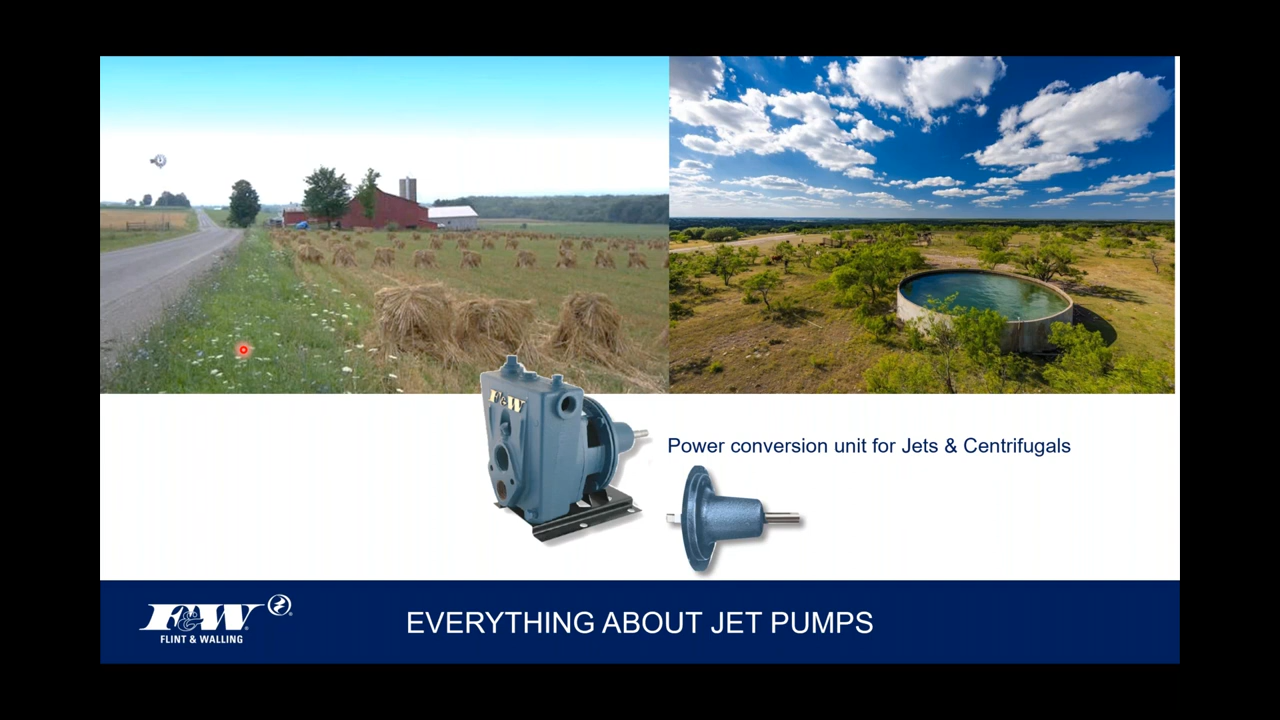 F&W
Power conversion unit for Jets & Centrifugals
F&W
FLINT & WALLING
EVERYTHING ABOUT JET PUMPS